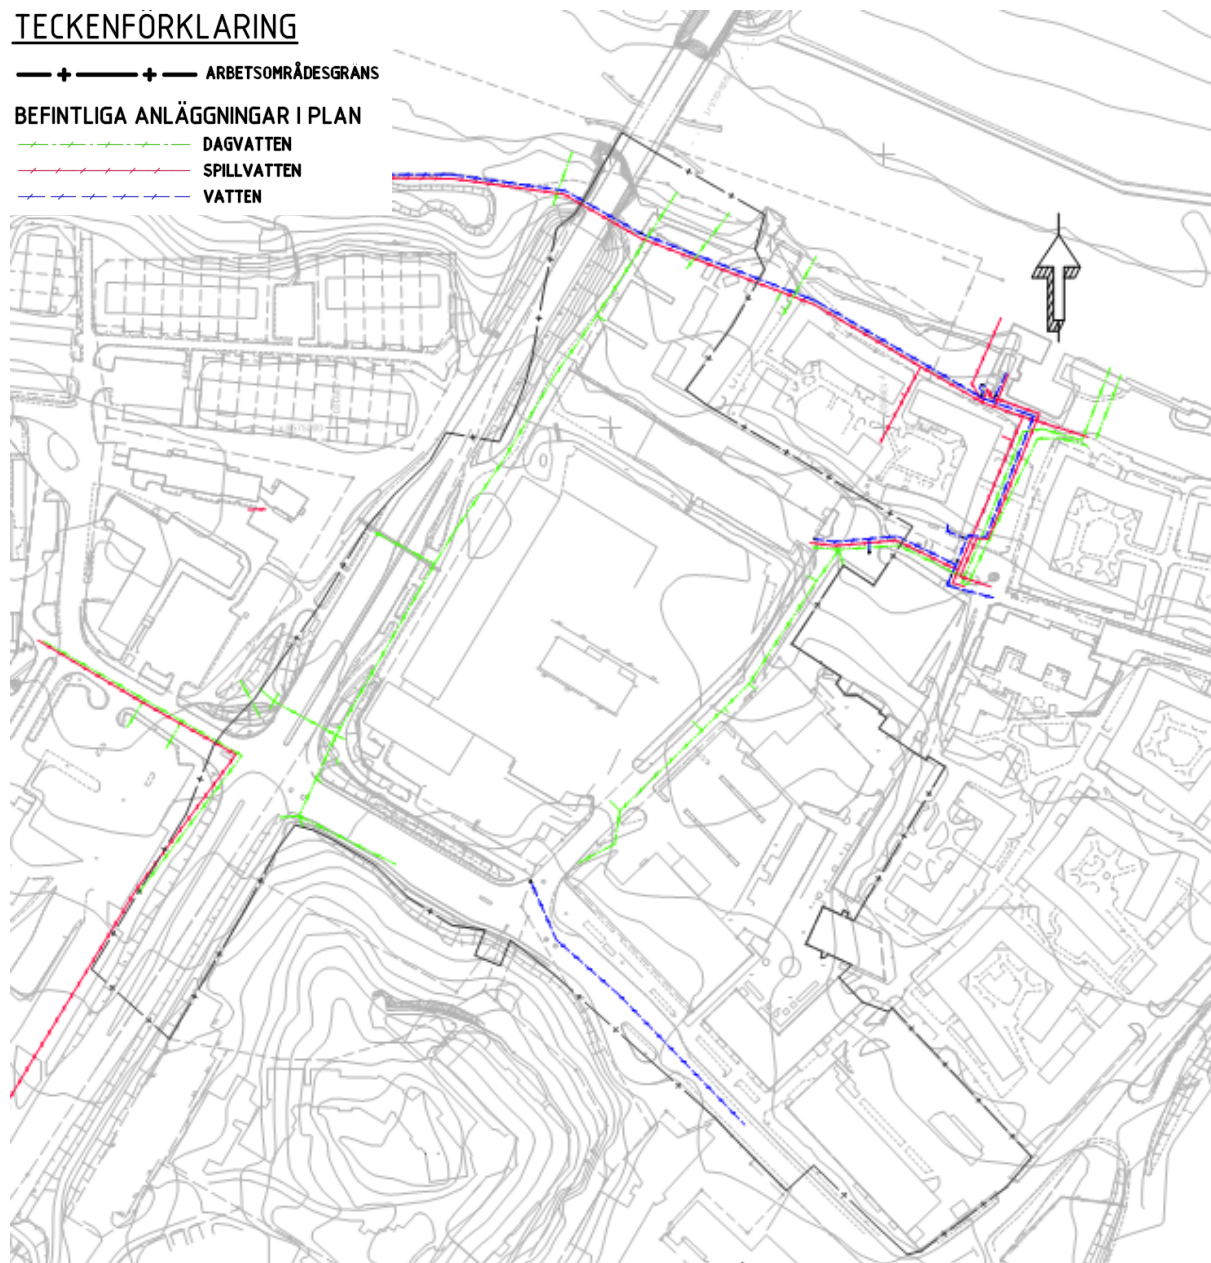 TECKENFÖRKLARING
ARBETSOMRÅDESGRÄNS
BEFINTLIGA ANLÄGGNINGAR I PLAN
DAGVATTEN
SPILLVATTEN
VATTEN